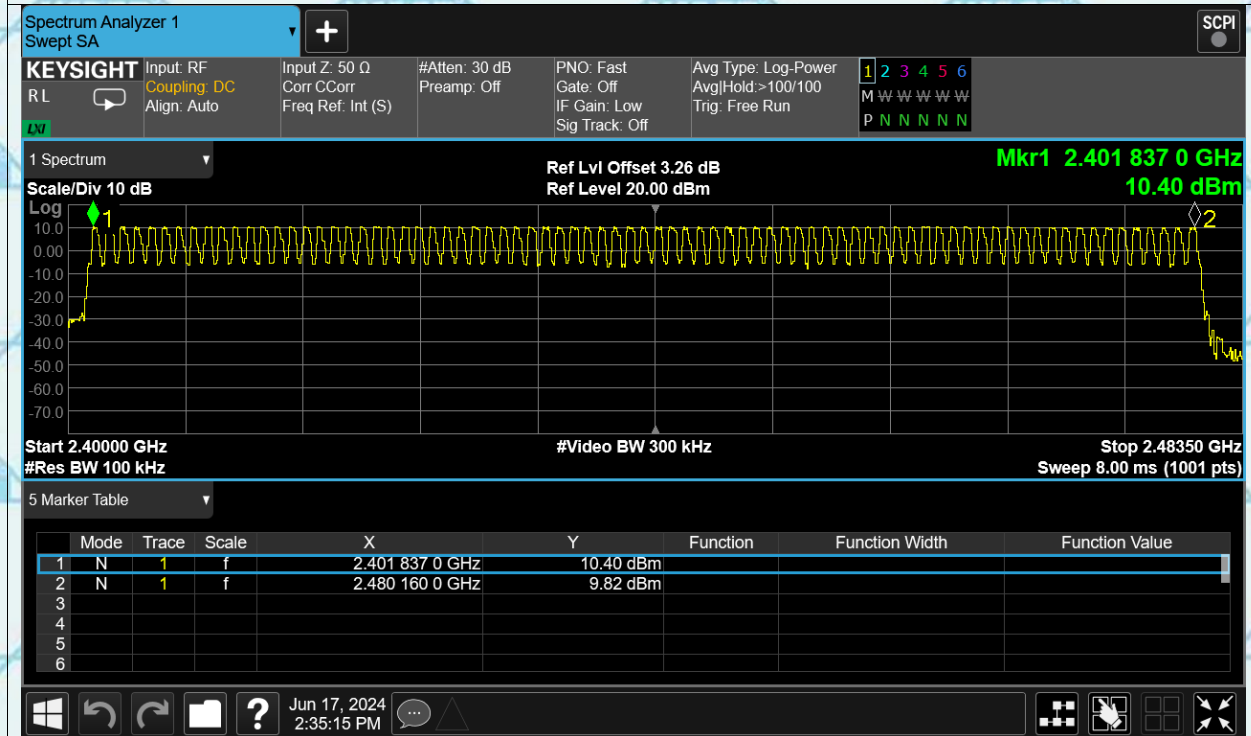 Spectrum Analyzer 1
Swept SA
+
SCPI
KEYSIGHT
R L
LXI
Input: RF
Coupling: DC
Align: Auto
Input Z: 50 Ω
Corr CCorr
Freq Ref: Int (S)
#Atten: 30 dB
Preamp: Off
PNO: Fast
Gate: Off
IF Gain: Low
Sig Track: Off
Avg Type: Log-Power
Avg|Hold:>100/100
Trig: Free Run
1 2 3 4 5 6
M W W W W W
P N N N N N N
1 Spectrum
Scale/Div 10 dB
Ref Lvl Offset 3.26 dB
Ref Level 20.00 dBm
Mkr1 2.401 837 0 GHz
10.40 dBm
Log
1
2
10.0
0.00
-10.0
-20.0
-30.0
-40.0
-50.0
-60.0
-70.0
Start 2.40000 GHz
#Res BW 100 kHz
#Video BW 300 kHz
Stop 2.48350 GHz
Sweep 8.00 ms (1001 pts)
5 Marker Table
Mode Trace Scale X Y Function Function Width Function Value
1 N 1 f 2.401 837 0 GHz 10.40 dBm
2 N 1 f 2.480 160 0 GHz 9.82 dBm
3
4
5
6
?
Jun 17, 2024
2:35:15 PM